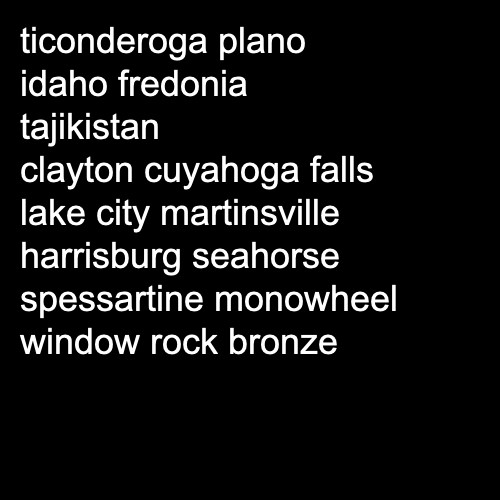 ticonderoga plano
idaho fredonia
tajikistan
clayton cuyahoga falls
lake city martinsville
harrisburg seahorse
spessartine monowheel
window rock bronze